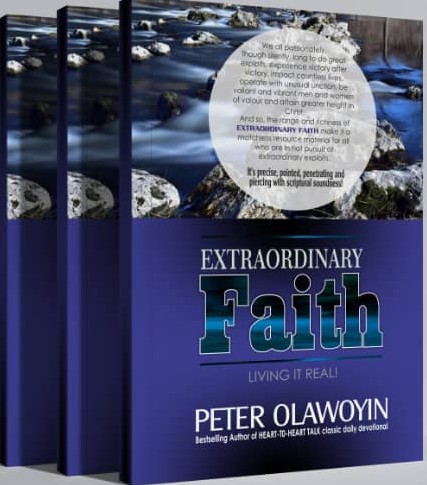 We all passionately,
though silently, long to do great
exploits, experience victory after
victory, impact countless lives,
operate with unusual unction, be
valiant and vibrant men and women
of valour and attain greater height in
Christ.
And so, the range and richness of
EXTRAORDINARY FAITH make it a
matchless resource material for all
who are in hot pursuit of
extraordinary exploits.
It's precise, pointed, penetrating and
piercing with scriptural soundness!
EXTRAORDINARY
Faith
LIVING IT REAL!
PETER OLAWOYIN
Bestselling Author of HEART-TO-HEART TALK classic daily devotional